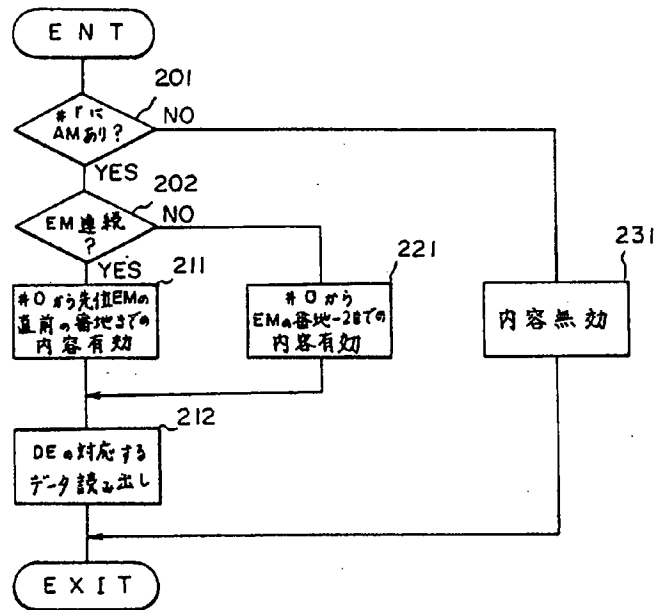 ENT
201
#rに
AMあり?
NO
YES
202
EM連続
?
NO
YES
211
#0から先位EMの
直前の番地までの
内容有効
221
#0から
EMの番地-2までの
内容有効
231
内容無効
212
DEの対応する
データ読み出し
EXIT